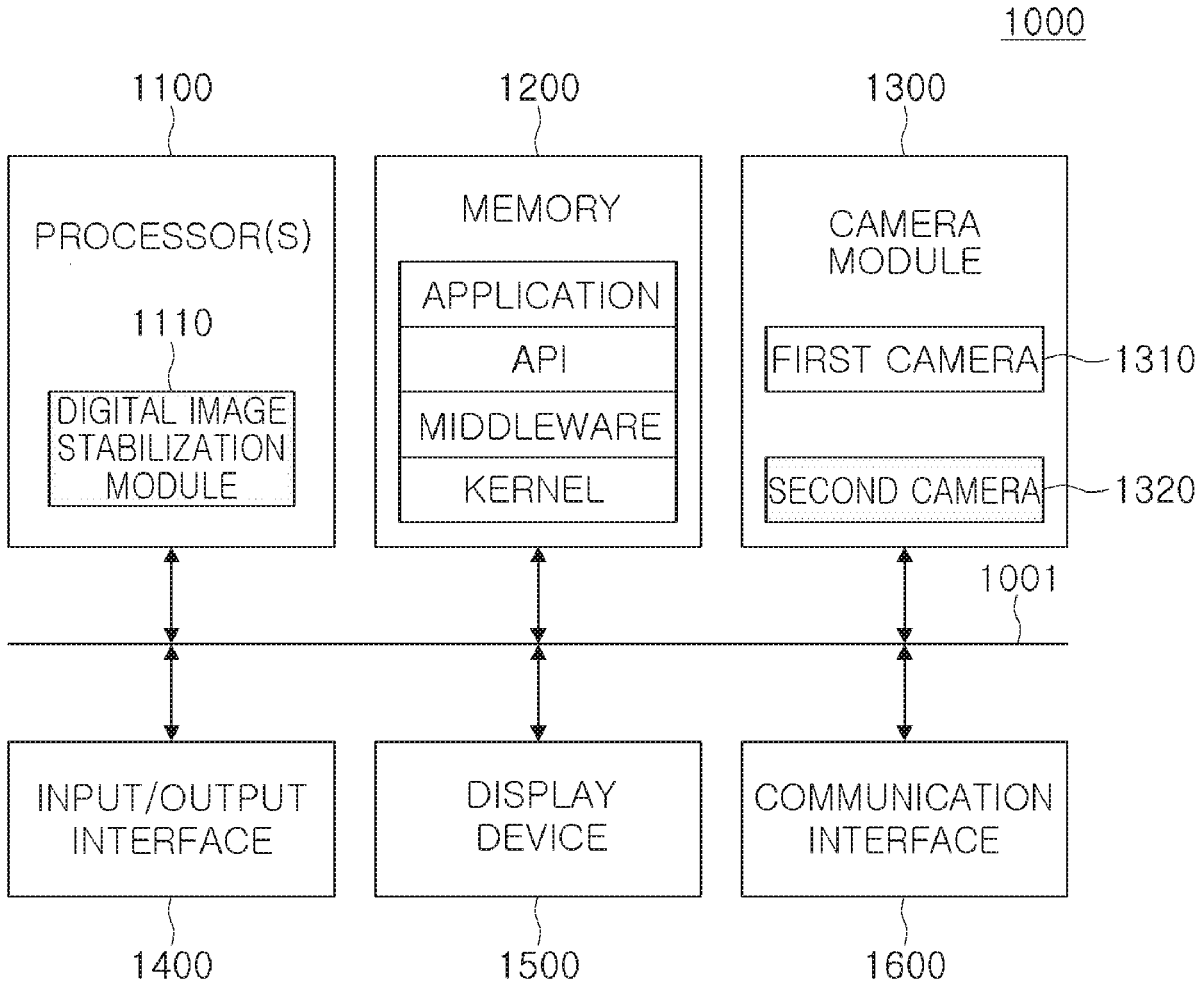 1000
1100
1200
1300
PROCESSOR(S)
1110
DIGITAL IMAGE
STABILIZATION
MODULE
MEMORY
APPLICATION
API
MIDDLEWARE
KERNEL
CAMERA
MODULE
FIRST CAMERA
1310
SECOND CAMERA
1320
1001
INPUT/OUTPUT
INTERFACE
DISPLAY
DEVICE
COMMUNICATION
INTERFACE
1400
1500
1600